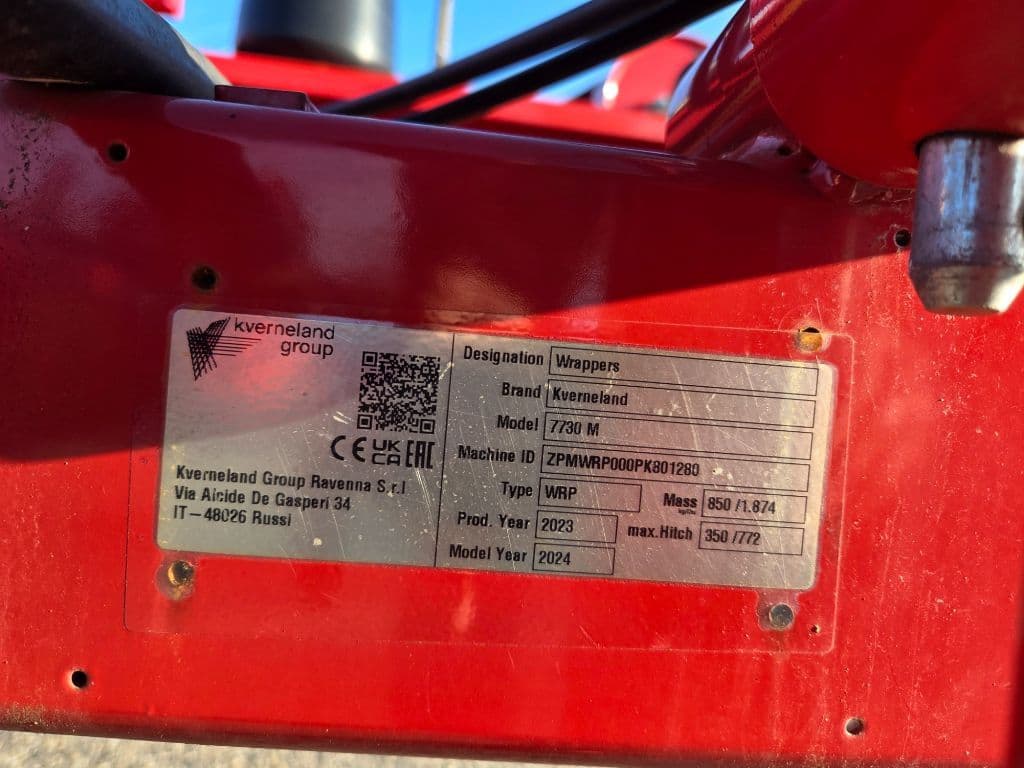 kverneland
group
CE UK CA EAC
Kverneland Group Ravenna S.r.l
Via Alcide De Gasperi 34
IT-48026 Russi
Designation Wrappers
Brand Kverneland
Model 7730 M
Machine ID ZPMWRP000PK801280
Type WRP
Mass kg/lbs 850 /1.874
Prod. Year 2023
max.Hitch 350 /772
Model Year 2024